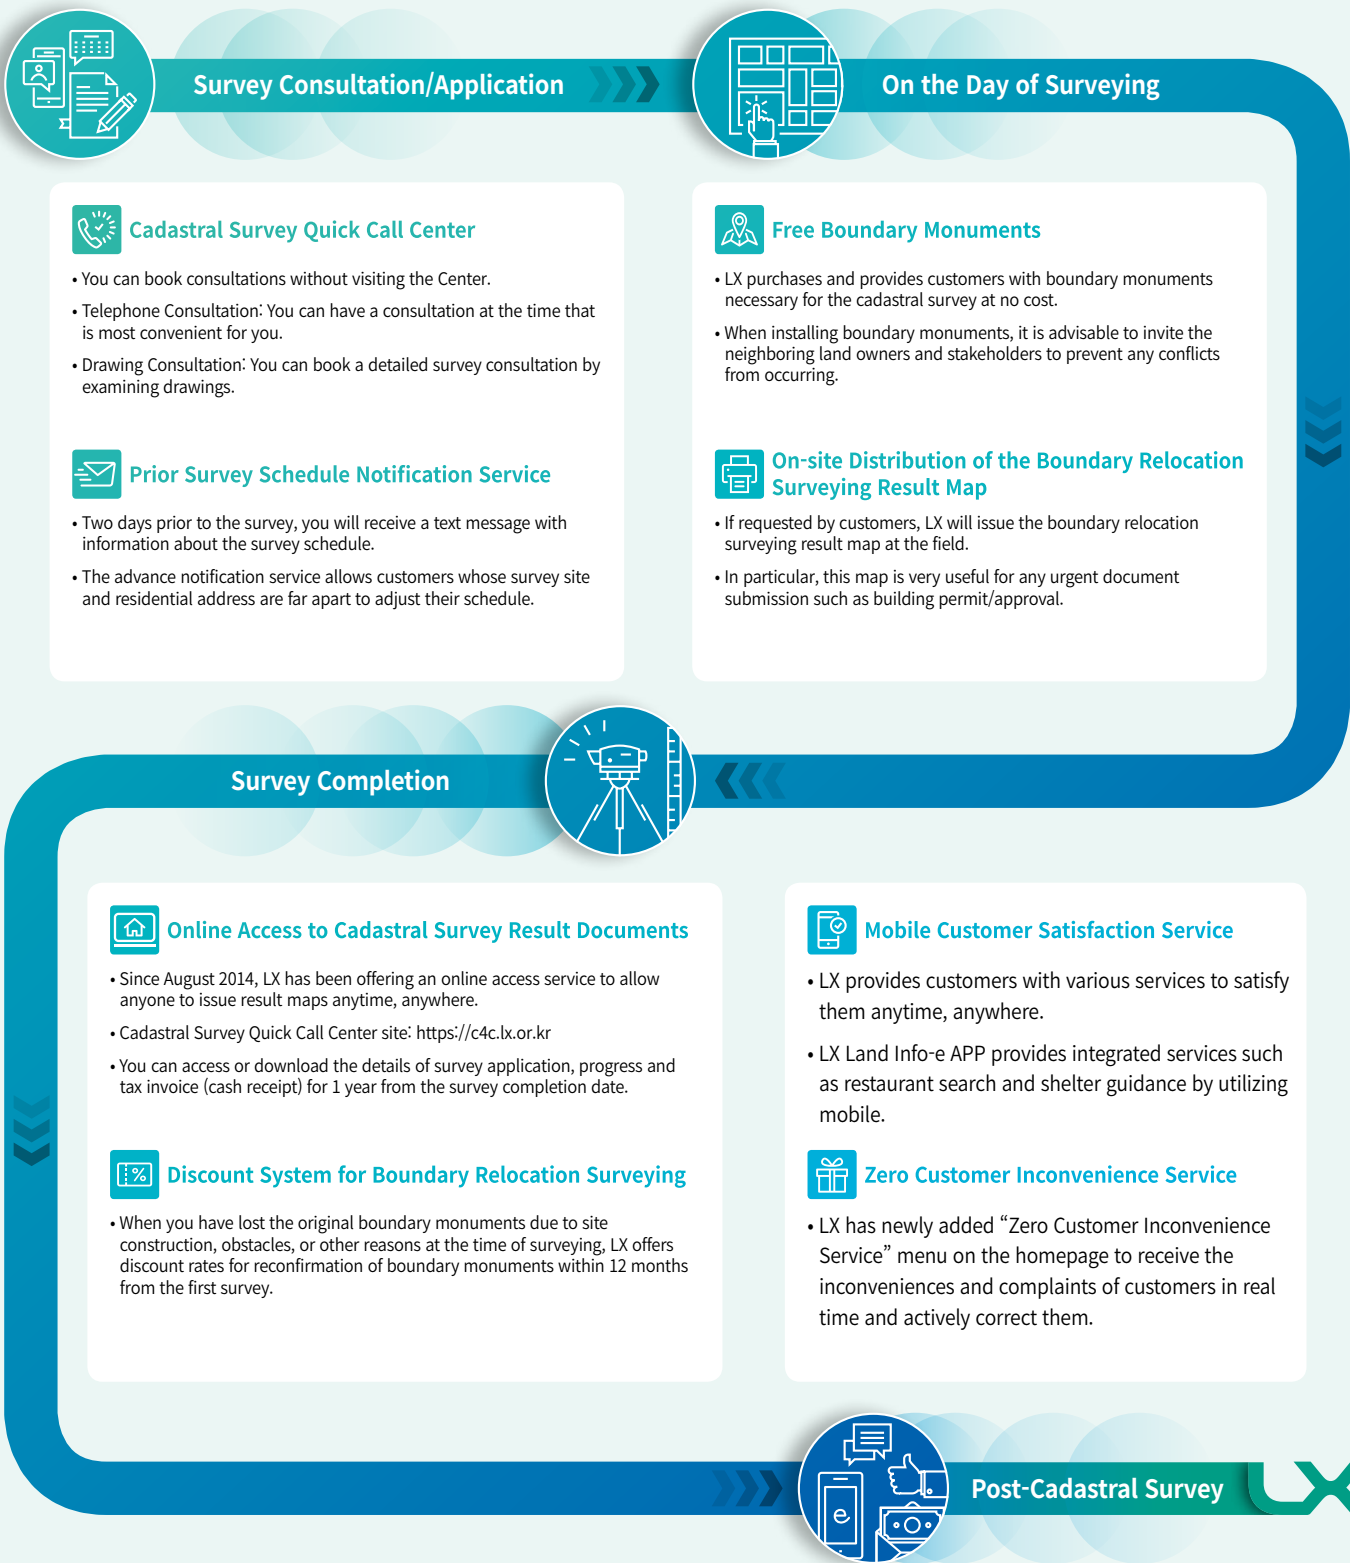 Survey Consultation/Application
On the Day of Surveying
Cadastral Survey Quick Call Center
• You can book consultations without visiting the Center.
• Telephone Consultation: You can have a consultation at the time that
is most convenient for you.
• Drawing Consultation: You can book a detailed survey consultation by
examining drawings.
Prior Survey Schedule Notification Service
• Two days prior to the survey, you will receive a text message with
information about the survey schedule.
• The advance notification service allows customers whose survey site
and residential address are far apart to adjust their schedule.
Free Boundary Monuments
• LX purchases and provides customers with boundary monuments
necessary for the cadastral survey at no cost.
• When installing boundary monuments, it is advisable to invite the
neighboring land owners and stakeholders to prevent any conflicts
from occurring.
On-site Distribution of the Boundary Relocation
Surveying Result Map
• If requested by customers, LX will issue the boundary relocation
surveying result map at the field.
• In particular, this map is very useful for any urgent document
submission such as building permit/approval.
Survey Completion
Online Access to Cadastral Survey Result Documents
• Since August 2014, LX has been offering an online access service to allow
anyone to issue result maps anytime, anywhere.
• Cadastral Survey Quick Call Center site: https://c4c.lx.or.kr
• You can access or download the details of survey application, progress and
tax invoice (cash receipt) for 1 year from the survey completion date.
Discount System for Boundary Relocation Surveying
• When you have lost the original boundary monuments due to site
construction, obstacles, or other reasons at the time of surveying, LX offers
discount rates for reconfirmation of boundary monuments within 12 months
from the first survey.
Mobile Customer Satisfaction Service
• LX provides customers with various services to satisfy
them anytime, anywhere.
• LX Land Info-e APP provides integrated services such
as restaurant search and shelter guidance by utilizing
mobile.
Zero Customer Inconvenience Service
• LX has newly added “Zero Customer Inconvenience
Service” menu on the homepage to receive the
inconveniences and complaints of customers in real
time and actively correct them.
e
Post-Cadastral Survey
LX